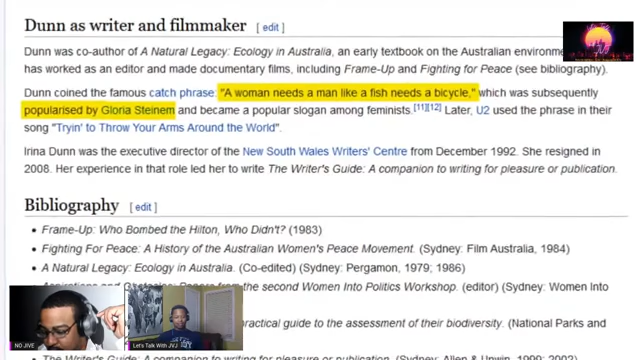 Dunn as writer and filmmaker [ edit ]
Dunn was co-author of A Natural Legacy: Ecology in Australia, an early textbook on the Australian environme
has worked as an editor and made documentary films, including Frame-Up and Fighting for Peace (see bibliography).
Dunn coined the famous catch phrase "A woman needs a man like a fish needs a bicycle," which was subsequently
popularised by Gloria Steinem and became a popular slogan among feminists.[11][12] Later, U2 used the phrase in their
song "Tryin' to Throw Your Arms Around the World".
Irina Dunn was the executive director of the New South Wales Writers' Centre from December 1992. She resigned in
2008. Her experience in that role led her to write The Writer's Guide: A companion to writing for pleasure or publication.
Bibliography [ edit ]
• Frame-Up: Who Bombed the Hilton, Who Didn't? (1983)
• Fighting For Peace: A History of the Australian Women's Peace Movement. (Sydney: Film Australia, 1984)
• A Natural Legacy: Ecology in Australia. (Co-edited) (Sydney: Pergamon, 1979; 1986)
from the second Women Into Politics Workshop. (editor) (Sydney: Women Into
practical guide to the assessment of their biodiversity. (National Parks and
NO JIVE
Let's Talk With JVJ
The Writer's Guide: A companion to writing for pleasure or publication. (Sydney: Allen & Unwin, 1999; 2002)